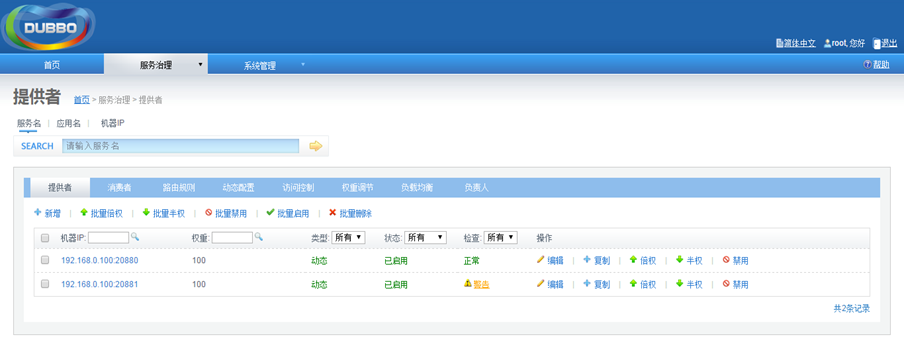 DUBBO
简体中文 root, 您好 退出
首页 服务治理 系统管理 帮助
提供者 首页 > 服务治理 > 提供者
服务名 | 应用名 | 机器IP
SEARCH 请输入服务名
提供者 消费者 路由规则 动态配置 访问控制 权重调节 负载均衡 负责人
新增 | 批量倍权 | 批量半权 | 批量禁用 | 批量启用 | 批量删除
机器IP: 权重: 类型: 所有 状态: 所有 检查: 所有 操作
192.168.0.100:20880 100 动态 已启用 正常 编辑 | 复制 | 倍权 | 半权 | 禁用
192.168.0.100:20881 100 动态 已启用 警告 编辑 | 复制 | 倍权 | 半权 | 禁用
共2条记录